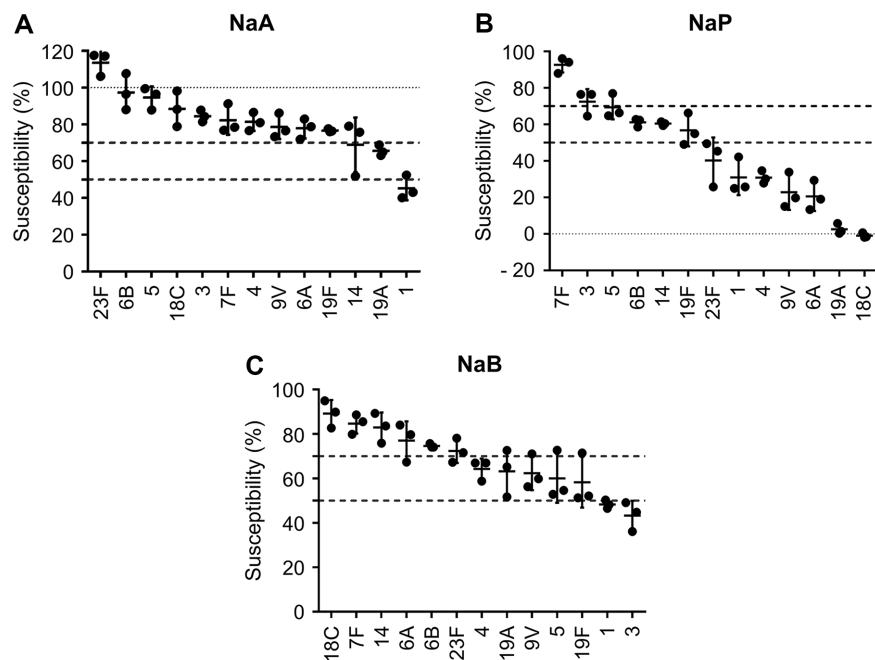 A
NaA
Susceptibility (%)
120
100
80
60
40
20
0
23F 6B 5 18C 3 7F 4 9V 6A 19F 14 19A 1
B
NaP
Susceptibility (%)
100
80
60
40
20
0
- 20
7F 3 5 6B 14 19F 23F 1 4 9V 6A 19A 18C
C
NaB
Susceptibility (%)
100
80
60
40
20
0
18C 7F 14 6A 6B 23F 4 19A 9V 5 19F 1 3